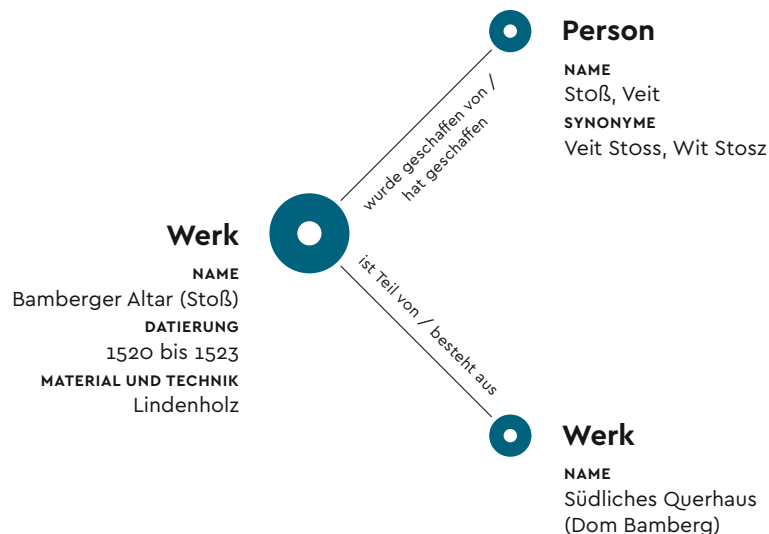 Person
NAME
Stoß, Veit
SYNONYME
Veit Stoss, Wit Stosz
wurde geschaffen von /
hat geschaffen
Werk
NAME
Bamberger Altar (Stoß)
DATIERUNG
1520 bis 1523
MATERIAL UND TECHNIK
Lindenholz
ist Teil von / besteht aus
Werk
NAME
Südliches Querhaus
(Dom Bamberg)